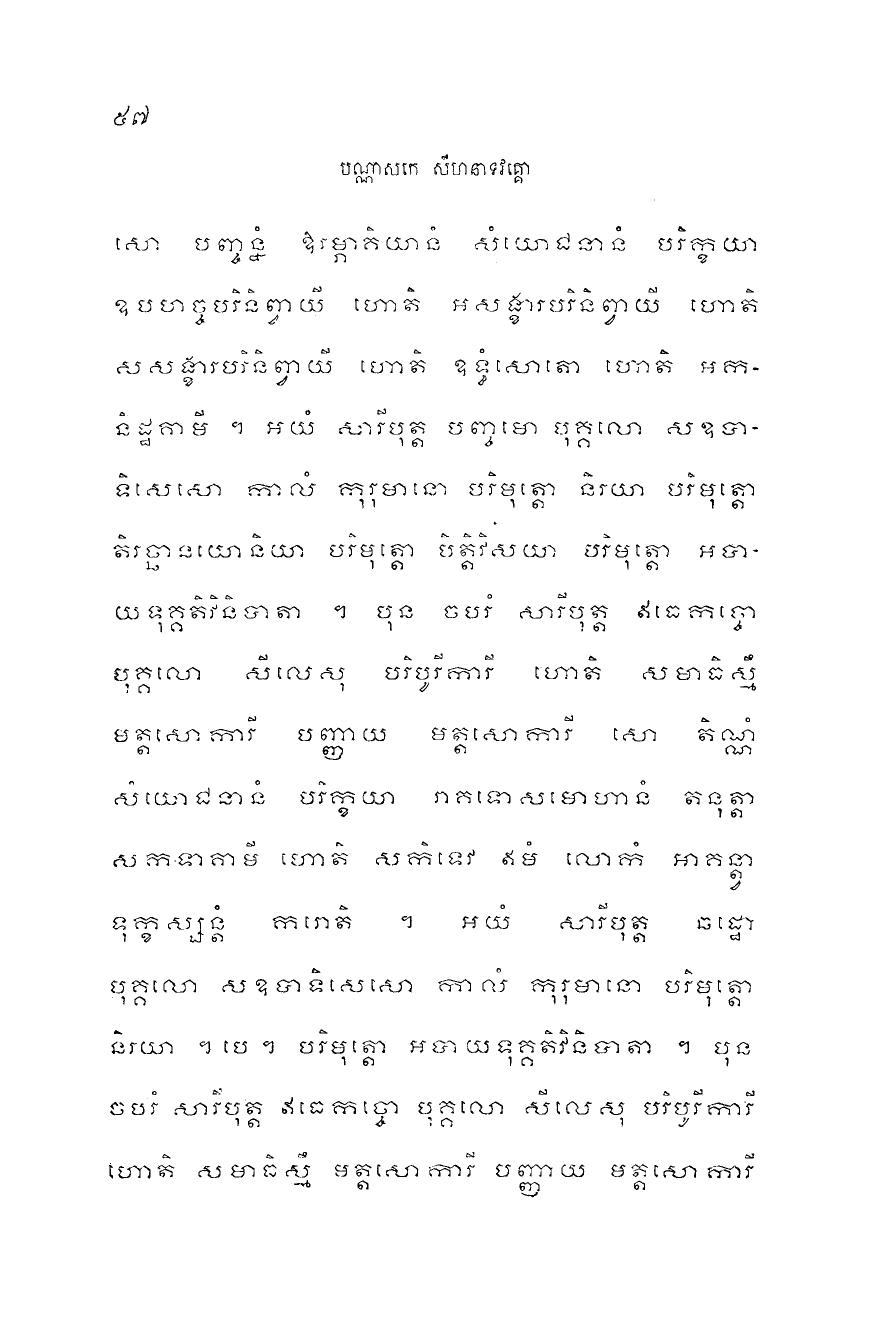 ៥៧
បណ្ណាសកេ សីហនាទវគ្គោ
សោ បញ្ចន្នំ ឱរម្ភាគិយានំ សំយោជនានំ បរិក្ខយា
ឧបហច្ចបរិនិព្វាយី ហោតិ អសង្ខារបរិនិព្វាយី ហោតិ
សសង្ខារបរិនិព្វាយី ហោតិ ឧទ្ធំសោតោ ហោតិ អក-
និដ្ឋគាមី ។ អយំ សារីបុត្ត បញ្ចមោ បុគ្គលោ សឧបា-
ទិសេសោ កាលំ កុរុមានោ បរិមុត្តោ និរយា បរិមុត្តោ
តិរច្ឆានយោនិយា បរិមុត្តោ បិត្តិវិសយា បរិមុត្តោ អបា-
យទុគ្គតិវិនិបាតា ។ បុន ចបរំ សារីបុត្ត ឥធេកច្ចោ
បុគ្គលោ សីលេសុ បរិបូរីការី ហោតិ សមាធិស្មឹ
មត្តសោការី បញ្ញាយ មត្តសោការី សោ តិណ្ណំ
សំយោជនានំ បរិក្ខយា រាគទោសមោហានំ តនុត្តា
សកទាគាមី ហោតិ សកឹទេវ ឥមំ លោកំ អាគន្ត្វា
ទុក្ខស្សន្តំ ករោតិ ។ អយំ សារីបុត្ត ឆដ្ឋោ
បុគ្គលោ សឧបាទិសេសោ កាលំ កុរុមានោ បរិមុត្តោ
និរយា ។ បេ ។ បរិមុត្តោ អបាយទុគ្គតិវិនិបាតា ។ បុន
ចបរំ សារីបុត្ត ឥធេកច្ចោ បុគ្គលោ សីលេសុ បរិបូរីការី
ហោតិ សមាធិស្មឹ មត្តសោការី បញ្ញាយ មត្តសោការី